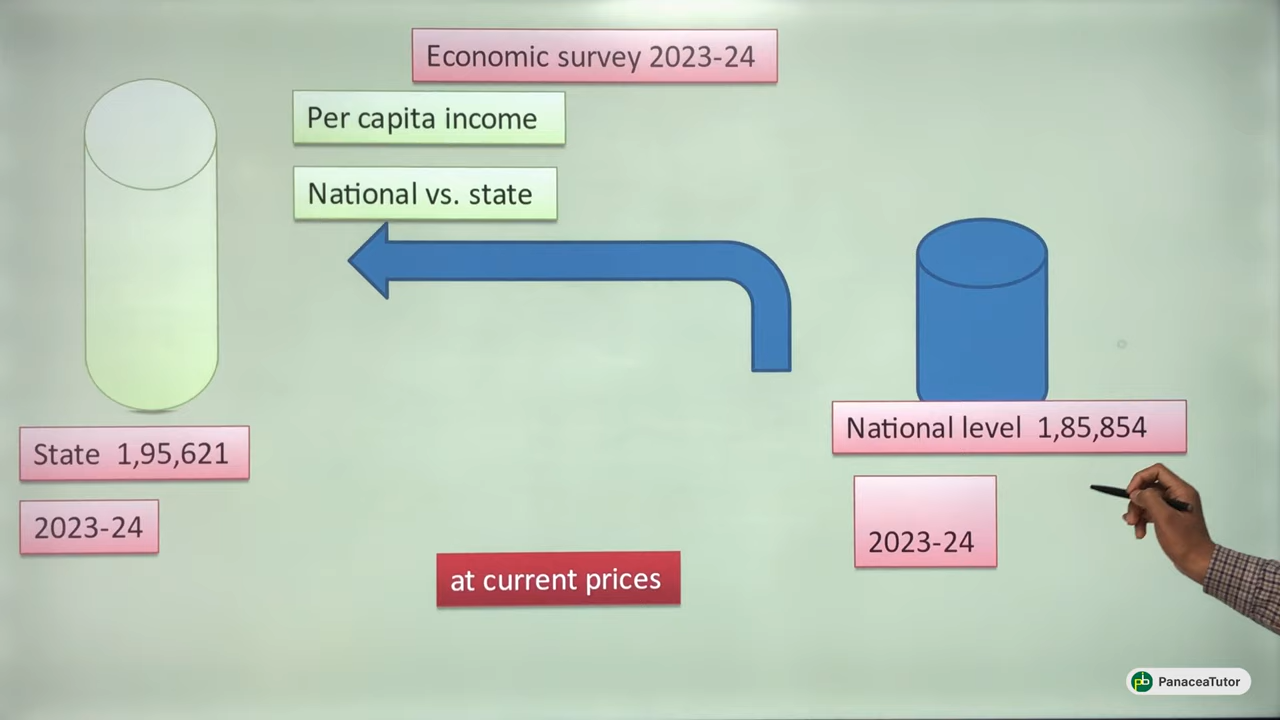 Economic survey 2023-24
Per capita income
National vs. state
State 1,95,621
2023-24
National level 1,85,854
2023-24
at current prices
pb PanaceaTutor